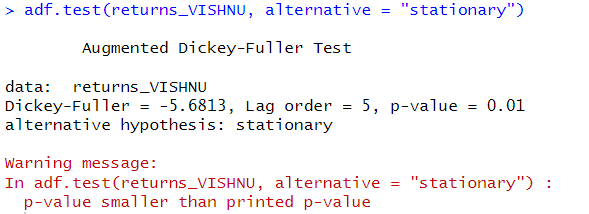 > adf.test(returns_VISHNU, alternative = "stationary")
Augmented Dickey-Fuller Test
data:  returns_VISHNU
Dickey-Fuller = -5.6813, Lag order = 5, p-value = 0.01
alternative hypothesis: stationary
Warning message:
In adf.test(returns_VISHNU, alternative = "stationary") :
p-value smaller than printed p-value